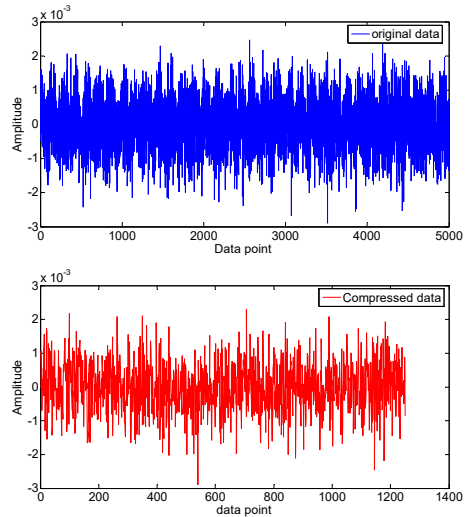 x 10⁻³
3
2
1
0
-1
-2
-3
Amplitude
original data
0 1000 2000 3000 4000 5000
Data point
x 10⁻³
3
2
1
0
-1
-2
-3
Amplitude
Compressed data
0 200 400 600 800 1000 1200 1400
data point